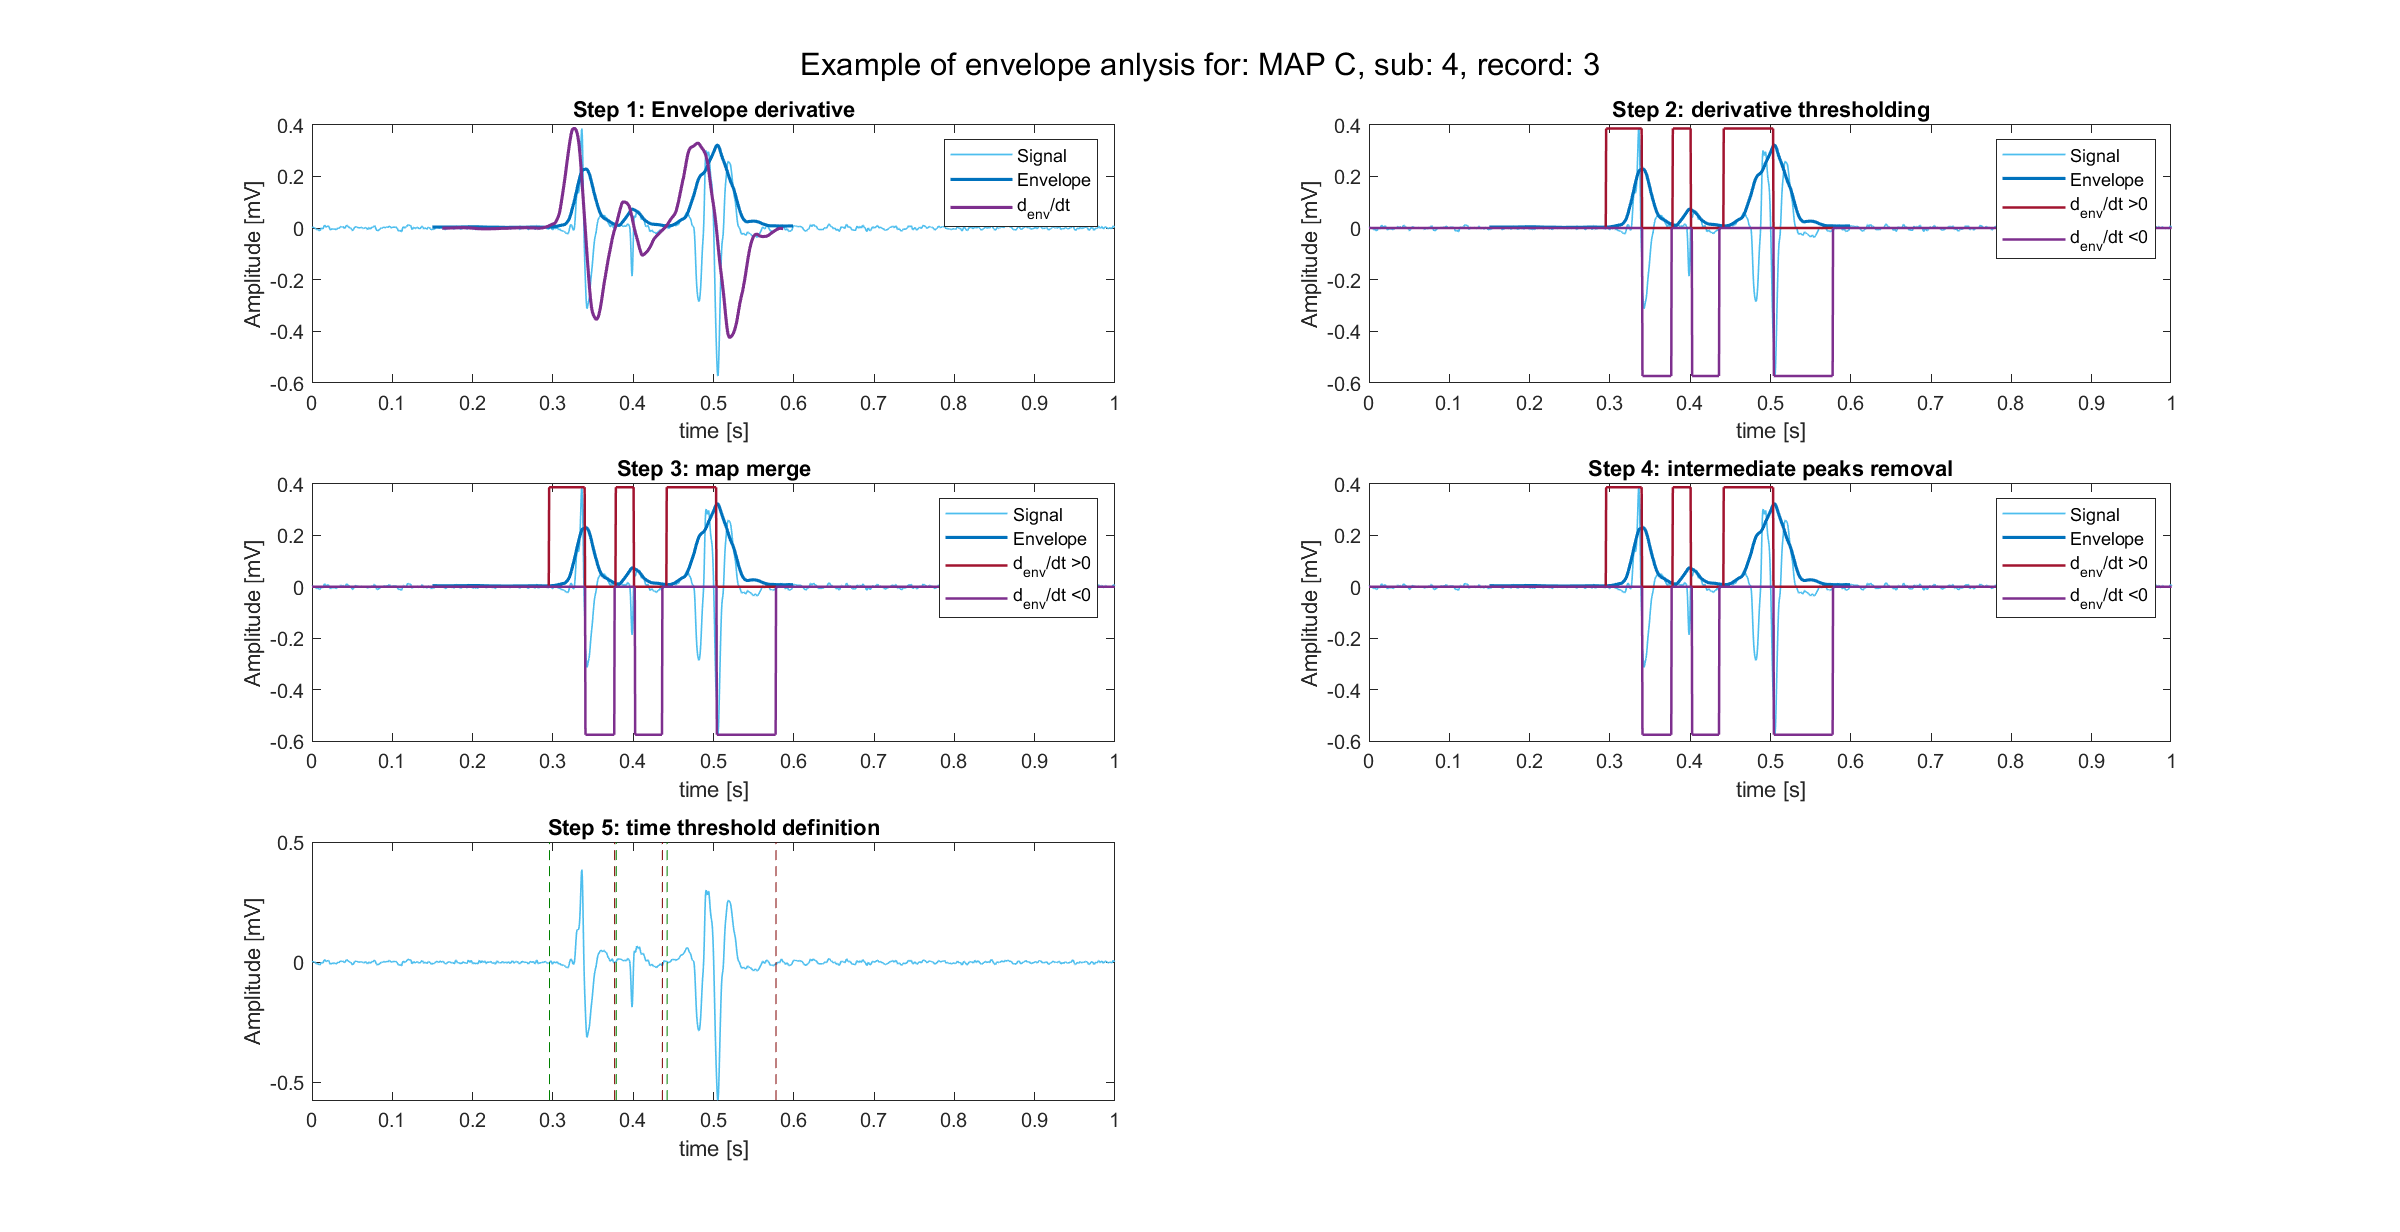 Example of envelope anlysis for: MAP C, sub: 4, record: 3
Step 1: Envelope derivative
0.4
0.2
0
-0.2
-0.4
-0.6
Amplitude [mV]
0 0.1 0.2 0.3 0.4 0.5 0.6 0.7 0.8 0.9 1
time [s]
Signal
Envelope
d_env/dt
Step 2: derivative thresholding
0.4
0.2
0
-0.2
-0.4
-0.6
Amplitude [mV]
0 0.1 0.2 0.3 0.4 0.5 0.6 0.7 0.8 0.9 1
time [s]
Signal
Envelope
d_env/dt >0
d_env/dt <0
Step 3: map merge
0.4
0.2
0
-0.2
-0.4
-0.6
Amplitude [mV]
0 0.1 0.2 0.3 0.4 0.5 0.6 0.7 0.8 0.9 1
time [s]
Signal
Envelope
d_env/dt >0
d_env/dt <0
Step 4: intermediate peaks removal
0.4
0.2
0
-0.2
-0.4
-0.6
Amplitude [mV]
0 0.1 0.2 0.3 0.4 0.5 0.6 0.7 0.8 0.9 1
time [s]
Signal
Envelope
d_env/dt >0
d_env/dt <0
Step 5: time threshold definition
0.5
0
-0.5
Amplitude [mV]
0 0.1 0.2 0.3 0.4 0.5 0.6 0.7 0.8 0.9 1
time [s]